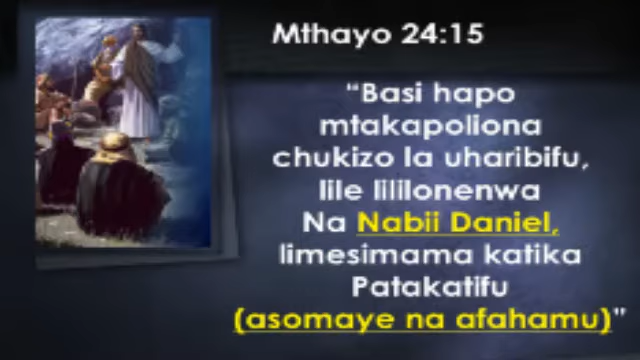 Mthayo 24:15
“Basi hapo
mtakapoliona
chukizo la uharibifu,
lile lililonenwa
Na Nabii Daniel,
limesimama katika
Patakatifu
(asomaye na afahamu)”